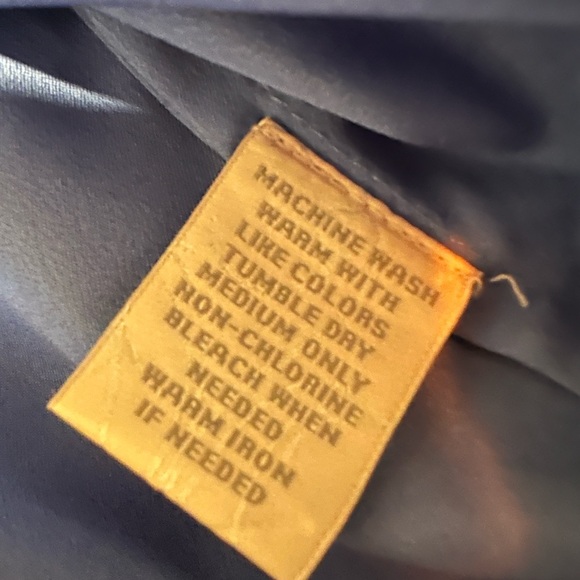 MACHINE WASH
WARM WITH
LIKE COLORS
TUMBLE DRY
MEDIUM ONLY
NON-CHLORINE
BLEACH WHEN
NEEDED
WARM IRON
IF NEEDED